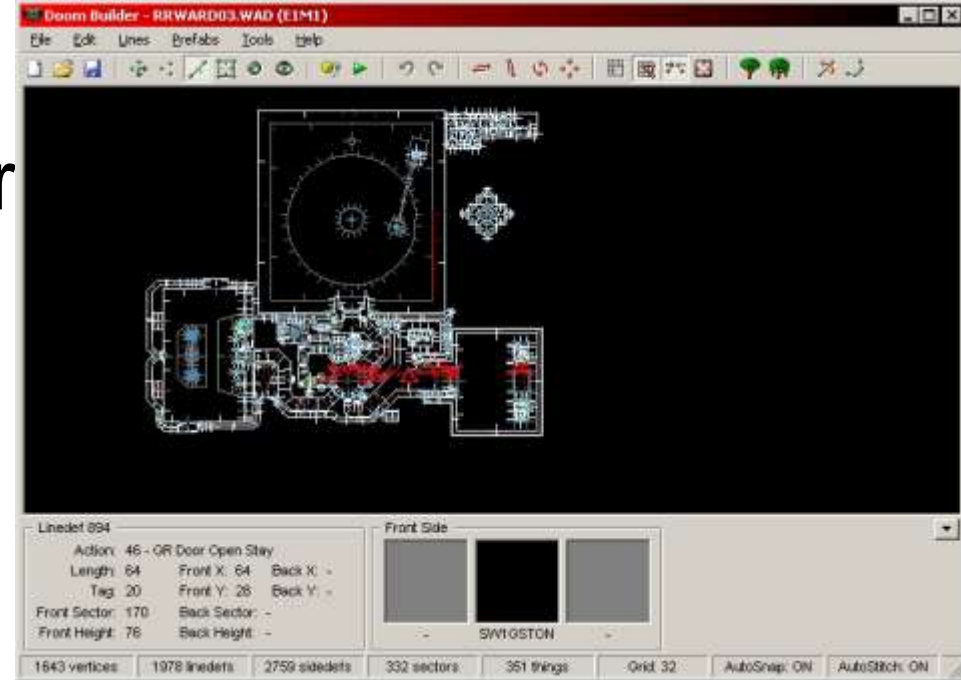 Doom Builder - RRWARD03.WAD (E1M1)
File Edit Lines Prefabs Tools Help
r
Linedef 894
Action: 46 - GR Door Open Stay
Length: 64 Front X: 64 Back X: -
Tag: 20 Front Y: 28 Back Y: -
Front Sector: 170 Back Sector: -
Front Height: 76 Back Height: -
Front Side
- SW1GSTON -
1643 vertices 1978 linedefs 2759 sidedefs 332 sectors 351 things Grid: 32 AutoSnap: ON AutoStitch: ON